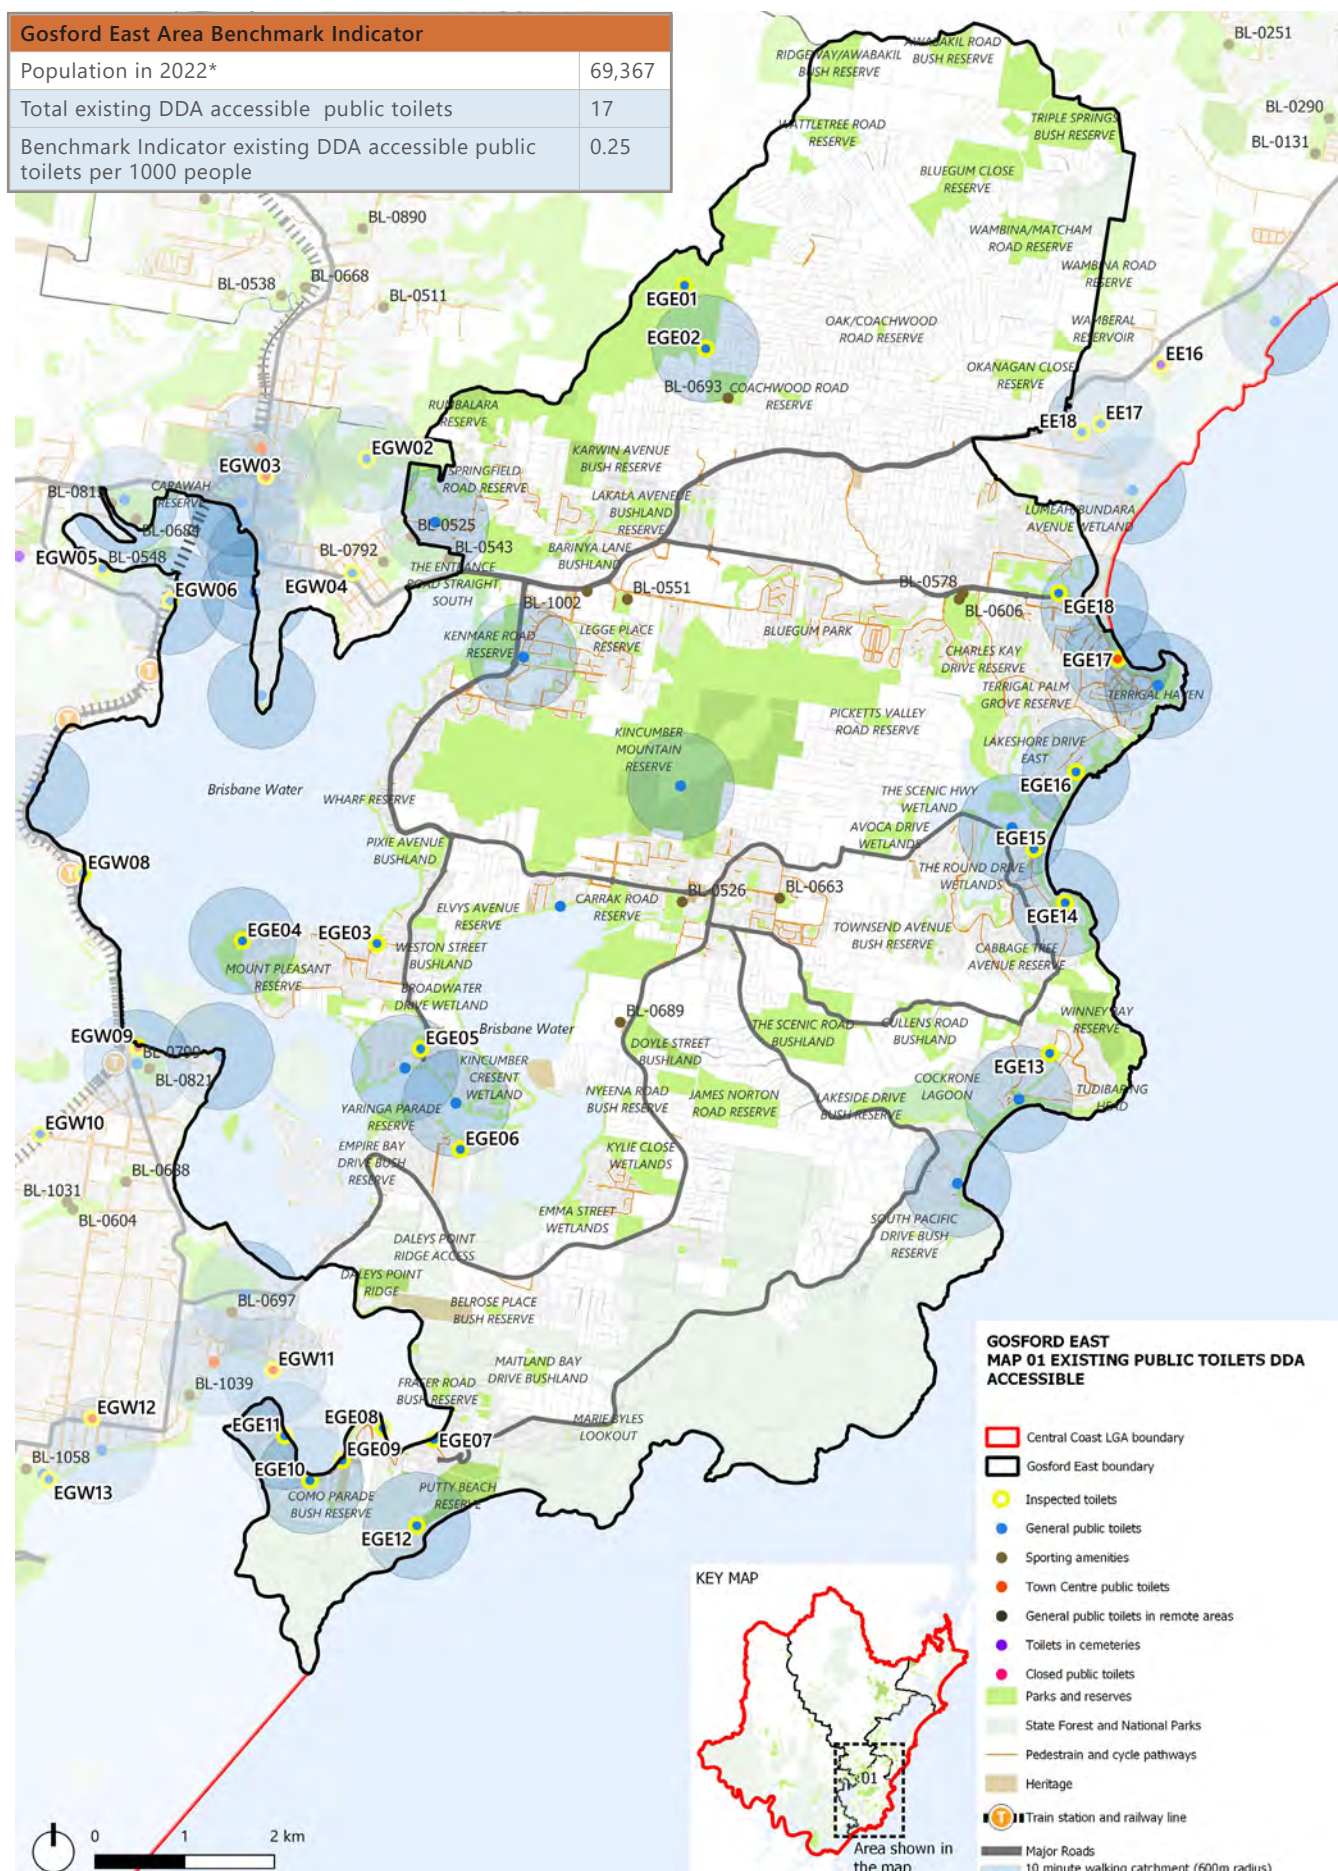 Gosford East Area Benchmark Indicator
Population in 2022* 69,367
Total existing DDA accessible public toilets 17
Benchmark Indicator existing DDA accessible public toilets per 1000 people 0.25
RIDGEWAY/AWABAKIL BUSH RESERVE
AWABAKIL ROAD BUSH RESERVE
BL-0251
BL-0290
BL-0131
WATTLETREE ROAD RESERVE
TRIPLE SPRINGS BUSH RESERVE
BLUEGUM CLOSE RESERVE
BL-0890
WAMBINA/MATCHAM ROAD RESERVE
WAMBINA ROAD RESERVE
BL-0668
BL-0538
BL-0511
EGE01
EGE02
OAK/COACHWOOD ROAD RESERVE
WAMBERAL RESERVOIR
EE16
OKANAGAN CLOSE RESERVE
BL-0693
COACHWOOD ROAD RESERVE
RUMBALARA RESERVE
EE17
EE18
EGW02
EGW03
KARWIN AVENUE BUSH RESERVE
SPRINGFIELD ROAD RESERVE
CARAWAH RESERVE
LAKALA AVENEUE BUSHLAND RESERVE
LUMEAH/BUNDARA AVENUE WETLAND
BL-0684
BL-0525
BL-0543
BARINYA LANE BUSHLAND
EGW05
BL-0548
BL-0792
THE ENTRANCE ROAD STRAIGHT SOUTH
EGW06
EGW04
BL-1002
BL-0551
BL-0578
BL-0606
EGE18
KENMARE ROAD RESERVE
LEGGE PLACE RESERVE
BLUEGUM PARK
CHARLES KAY DRIVE RESERVE
EGE17
TERRIGAL PALM GROVE RESERVE
TERRIGAL HAVEN
PICKETTS VALLEY ROAD RESERVE
KINCUMBER MOUNTAIN RESERVE
LAKESHORE DRIVE EAST
EGE16
Brisbane Water
WHARF RESERVE
THE SCENIC HWY WETLAND
AVOCA DRIVE WETLANDS
EGE15
PIXIE AVENUE BUSHLAND
EGW08
THE ROUND DRIVE WETLANDS
BL-0526
BL-0663
ELVYS AVENUE RESERVE
CARRAK ROAD RESERVE
EGE14
EGE04
EGE03
TOWNSEND AVENUE BUSH RESERVE
WESTON STREET BUSHLAND
CABBAGE TREE AVENUE RESERVE
MOUNT PLEASANT RESERVE
BROADWATER DRIVE WETLAND
BL-0689
WINNEY BAY RESERVE
EGW09
Brisbane Water
EGE05
THE SCENIC ROAD BUSHLAND
CULLENS ROAD BUSHLAND
DOYLE STREET BUSHLAND
BL-0799
BL-0821
KINCUMBER CRESENT WETLAND
EGE13
COCKRONE LAGOON
TUDIBARING HEAD
NYEENA ROAD BUSH RESERVE
JAMES NORTON ROAD RESERVE
LAKESIDE DRIVE BUSH RESERVE
EGW10
YARINGA PARADE RESERVE
EGE06
EMPIRE BAY DRIVE BUSH RESERVE
KYLIE CLOSE WETLANDS
BL-0638
BL-1031
BL-0604
EMMA STREET WETLANDS
SOUTH PACIFIC DRIVE BUSH RESERVE
DALEYS POINT RIDGE ACCESS
DALEYS POINT RIDGE
BL-0697
BELROSE PLACE BUSH RESERVE
MAITLAND BAY DRIVE BUSHLAND
EGW11
BL-1039
FRASER ROAD BUSH RESERVE
EGW12
EGE11
EGE08
MARIE BYLES LOOKOUT
EGE07
EGE09
BL-1058
EGE10
EGW13
COMO PARADE BUSH RESERVE
PUTTY BEACH RESERVE
EGE12
GOSFORD EAST
MAP 01 EXISTING PUBLIC TOILETS DDA
ACCESSIBLE
Central Coast LGA boundary
Gosford East boundary
Inspected toilets
General public toilets
Sporting amenities
Town Centre public toilets
General public toilets in remote areas
Toilets in cemeteries
Closed public toilets
Parks and reserves
State Forest and National Parks
Pedestrain and cycle pathways
Heritage
T Train station and railway line
Major Roads
10 minute walking catchment (600m radius)
KEY MAP
01
Area shown in
the map
0 1 2 km